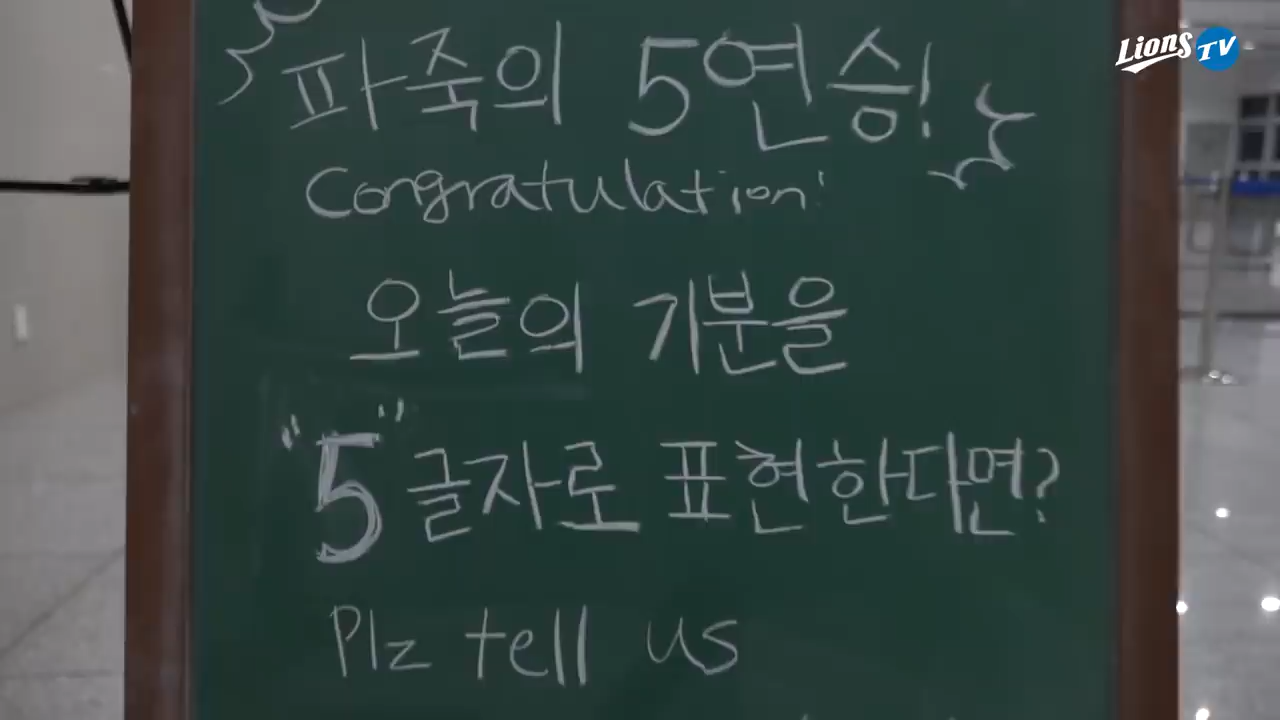 Lions TV
파죽의 5연승!
Congratulation!
오늘의 기분을
"5"글자로 표현한다면?
Plz tell us